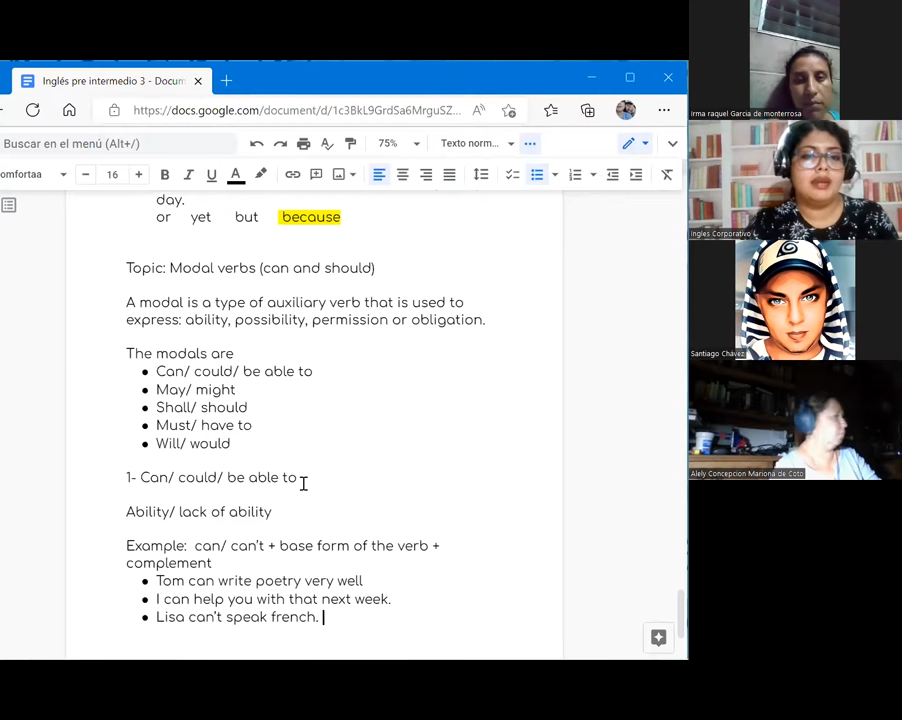 Inglés pre intermedio 3 - Docum
https://docs.google.com/document/d/1c3BkL9GrdSa6MrguSZ...
Buscar en el menú (Alt+/)
75%
Texto norm...
omfortaa
16
day.
or yet but because
Topic: Modal verbs (can and should)
A modal is a type of auxiliary verb that is used to
express: ability, possibility, permission or obligation.
The modals are
● Can/ could/ be able to
● May/ might
● Shall/ should
● Must/ have to
● Will/ would
1- Can/ could/ be able to
Ability/ lack of ability
Example: can/ can't + base form of the verb +
complement
● Tom can write poetry very well
● I can help you with that next week.
● Lisa can't speak french.
Irma raquel Garcia de monterrosa
Ingles Corporativo
Santiago Chávez
Alely Concepcion Mariona de Coto